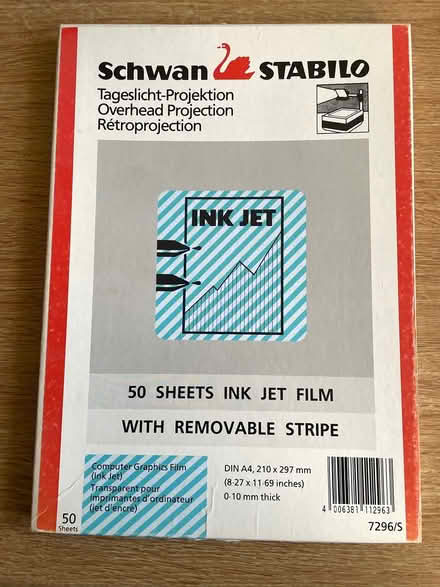 Schwan STABILO
Tageslicht-Projektion
Overhead Projection
Rétroprojection
INK JET
50 SHEETS INK JET FILM
WITH REMOVABLE STRIPE
Computer Graphics Film
(Ink Jet)
Transparent pour
imprimantes d'ordinateur
(jet d'encre)
DIN A4, 210 x 297 mm
(8·27 x 11·69 inches)
0·10 mm thick
50
Sheets
4 006381 112963
7296/S